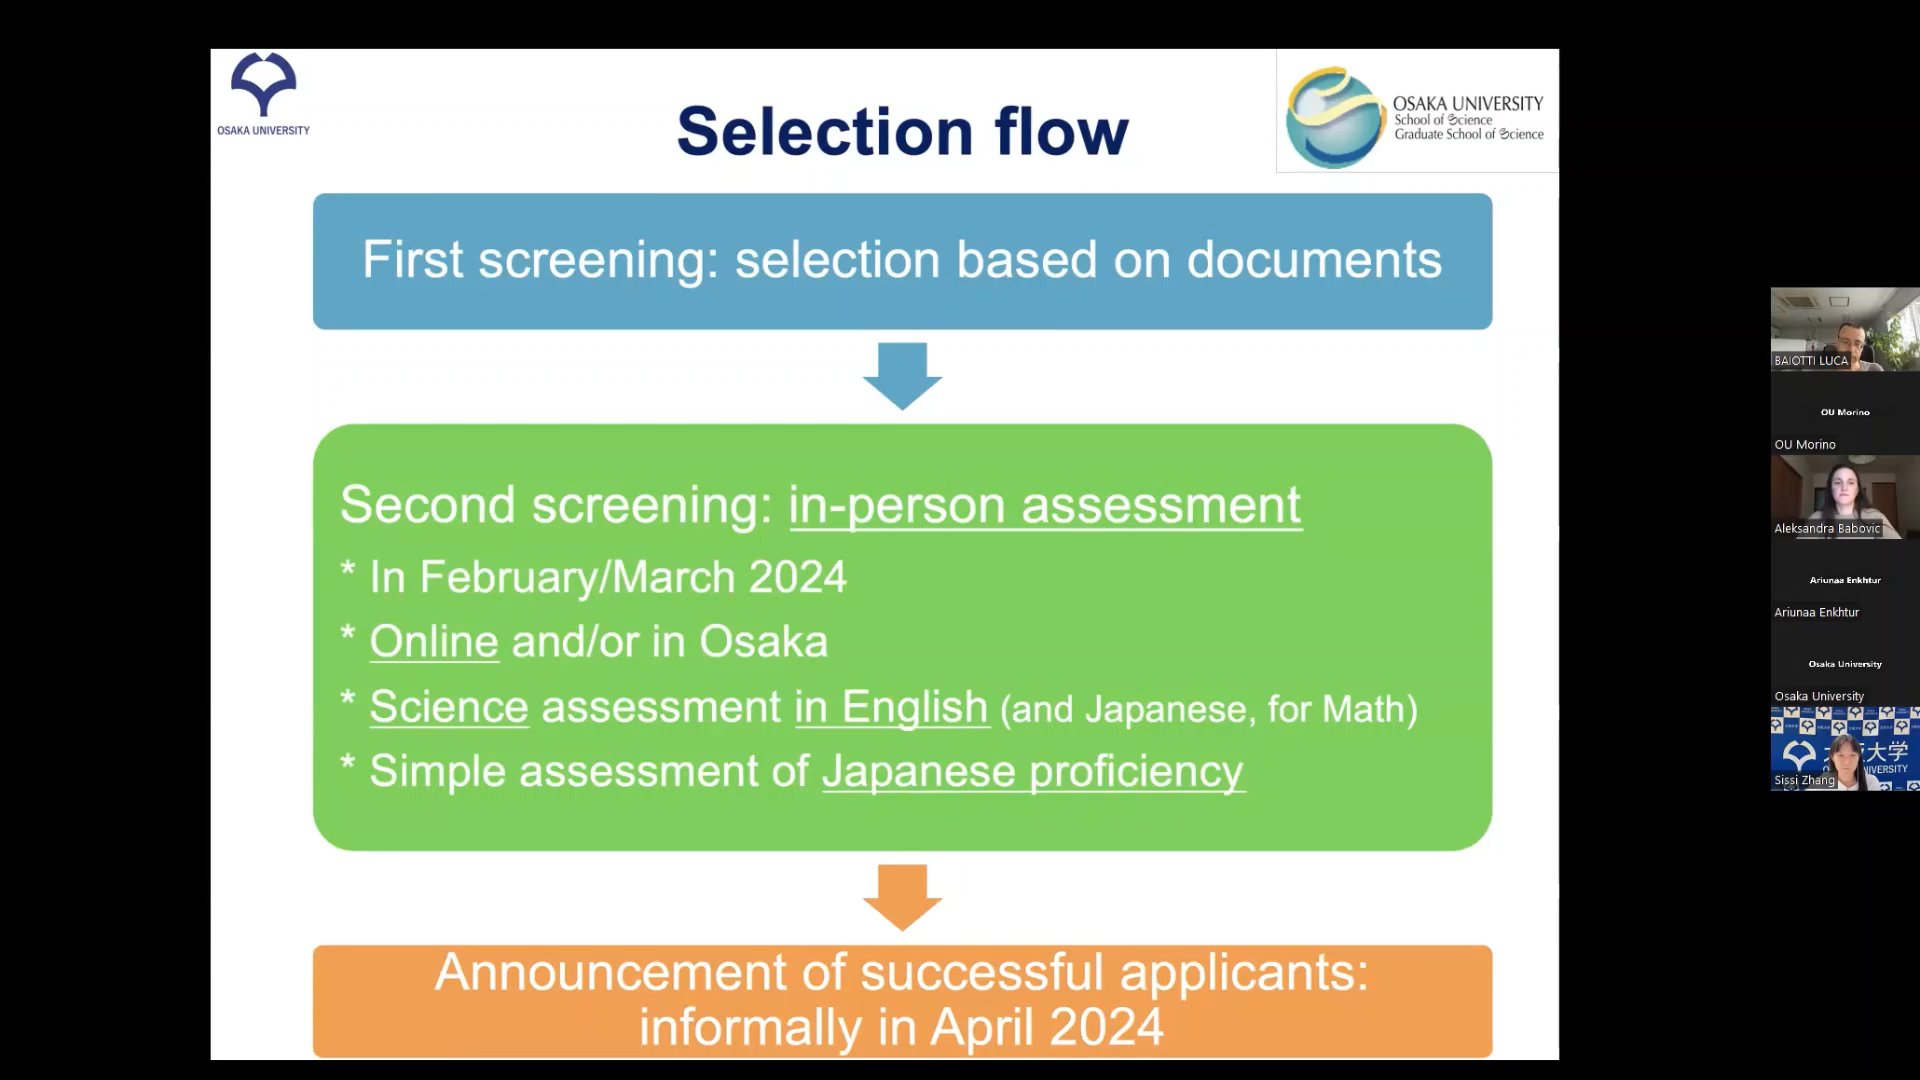 OSAKA UNIVERSITY
Selection flow
OSAKA UNIVERSITY
School of Science
Graduate School of Science
First screening: selection based on documents
Second screening: in-person assessment
* In February/March 2024
* Online and/or in Osaka
* Science assessment in English (and Japanese, for Math)
* Simple assessment of Japanese proficiency
Announcement of successful applicants:
informally in April 2024
BAIOTTI LUCA
OU Morino
OU Morino
Aleksandra Babovic
Ariunaa Enkhtur
Ariunaa Enkhtur
Osaka University
Osaka University
大学
Sissi Zhang